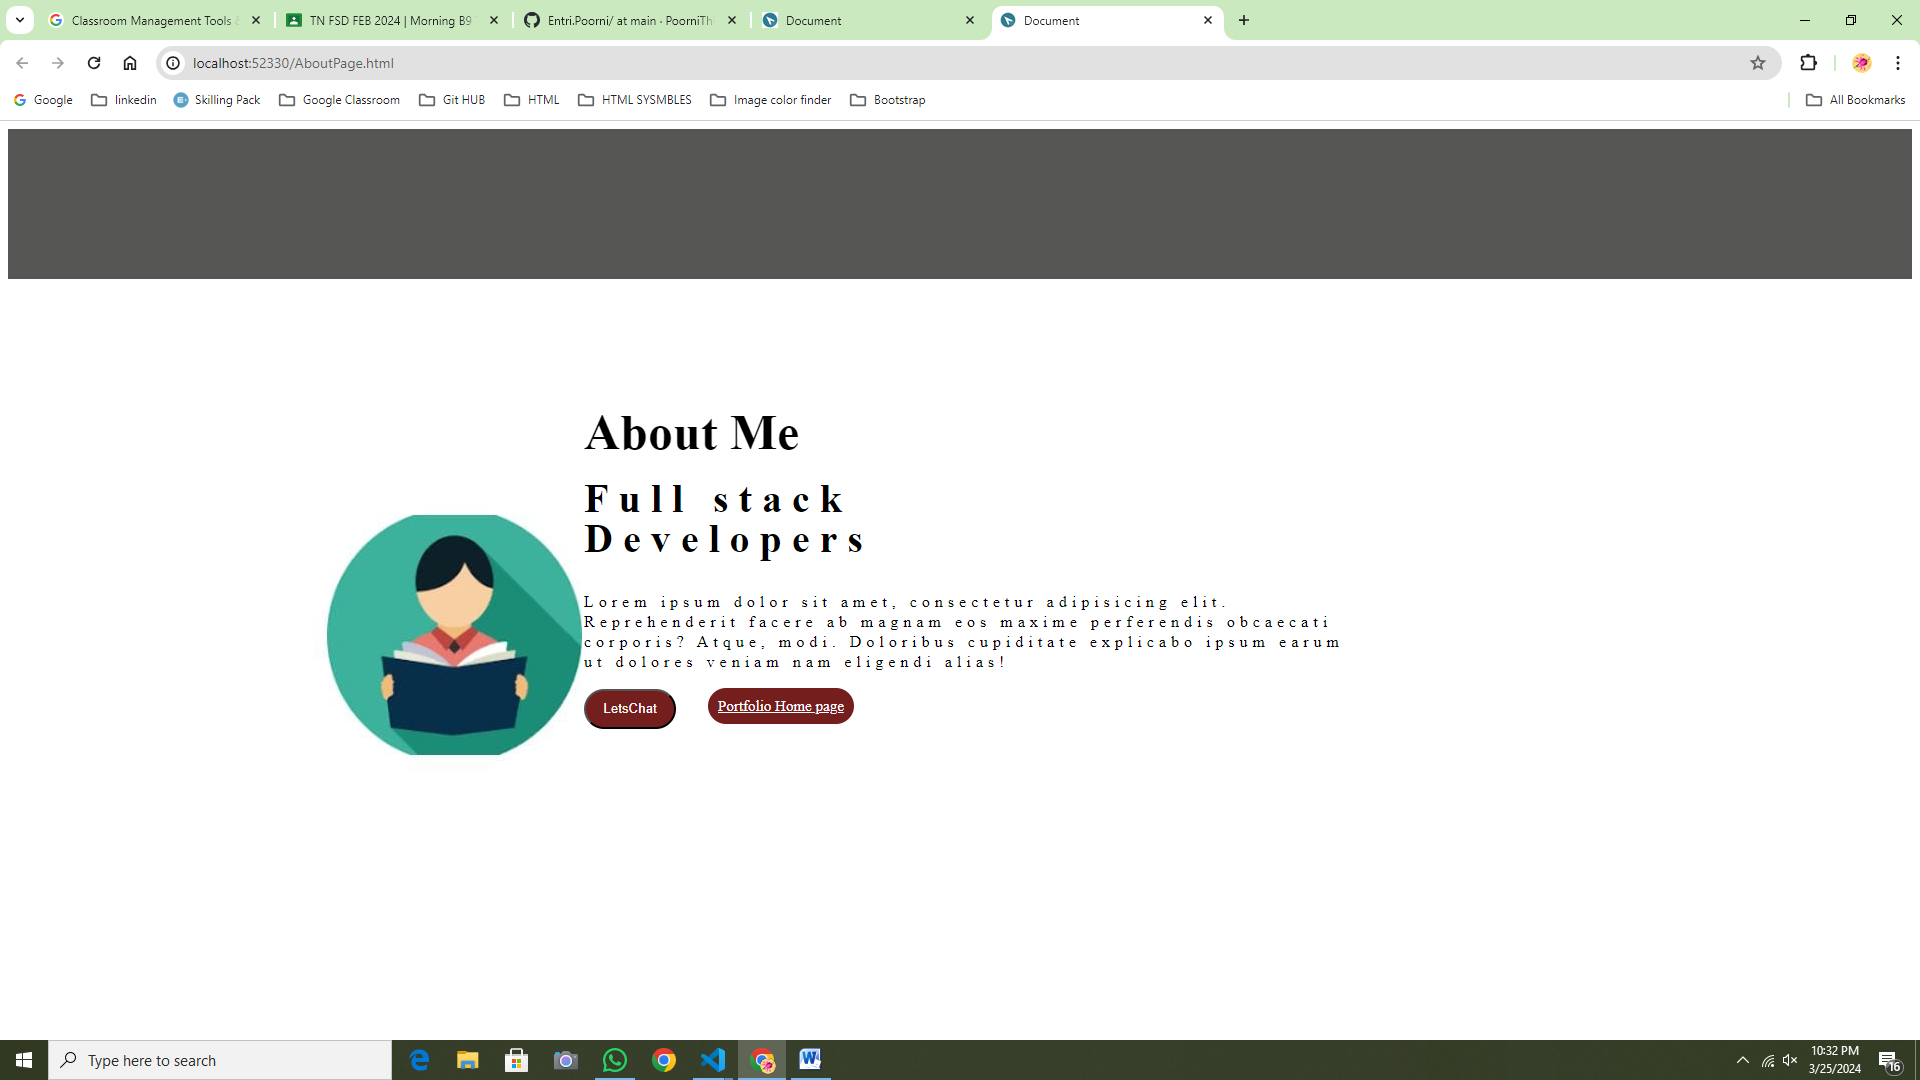 Classroom Management Tools
TN FSD FEB 2024 | Morning B9
Entri.Poorni/ at main · PoorniThi
Document
Document
localhost:52330/AboutPage.html
Google
linkedin
Skilling Pack
Google Classroom
Git HUB
HTML
HTML SYSMBLES
Image color finder
Bootstrap
All Bookmarks
About Me
Full stack
Developers
Lorem ipsum dolor sit amet, consectetur adipisicing elit.
Reprehenderit facere ab magnam eos maxime perferendis obcaecati
corporis? Atque, modi. Doloribus cupiditate explicabo ipsum earum
ut dolores veniam nam eligendi alias!
LetsChat
Portfolio Home page
Type here to search
10:32 PM
3/25/2024
16